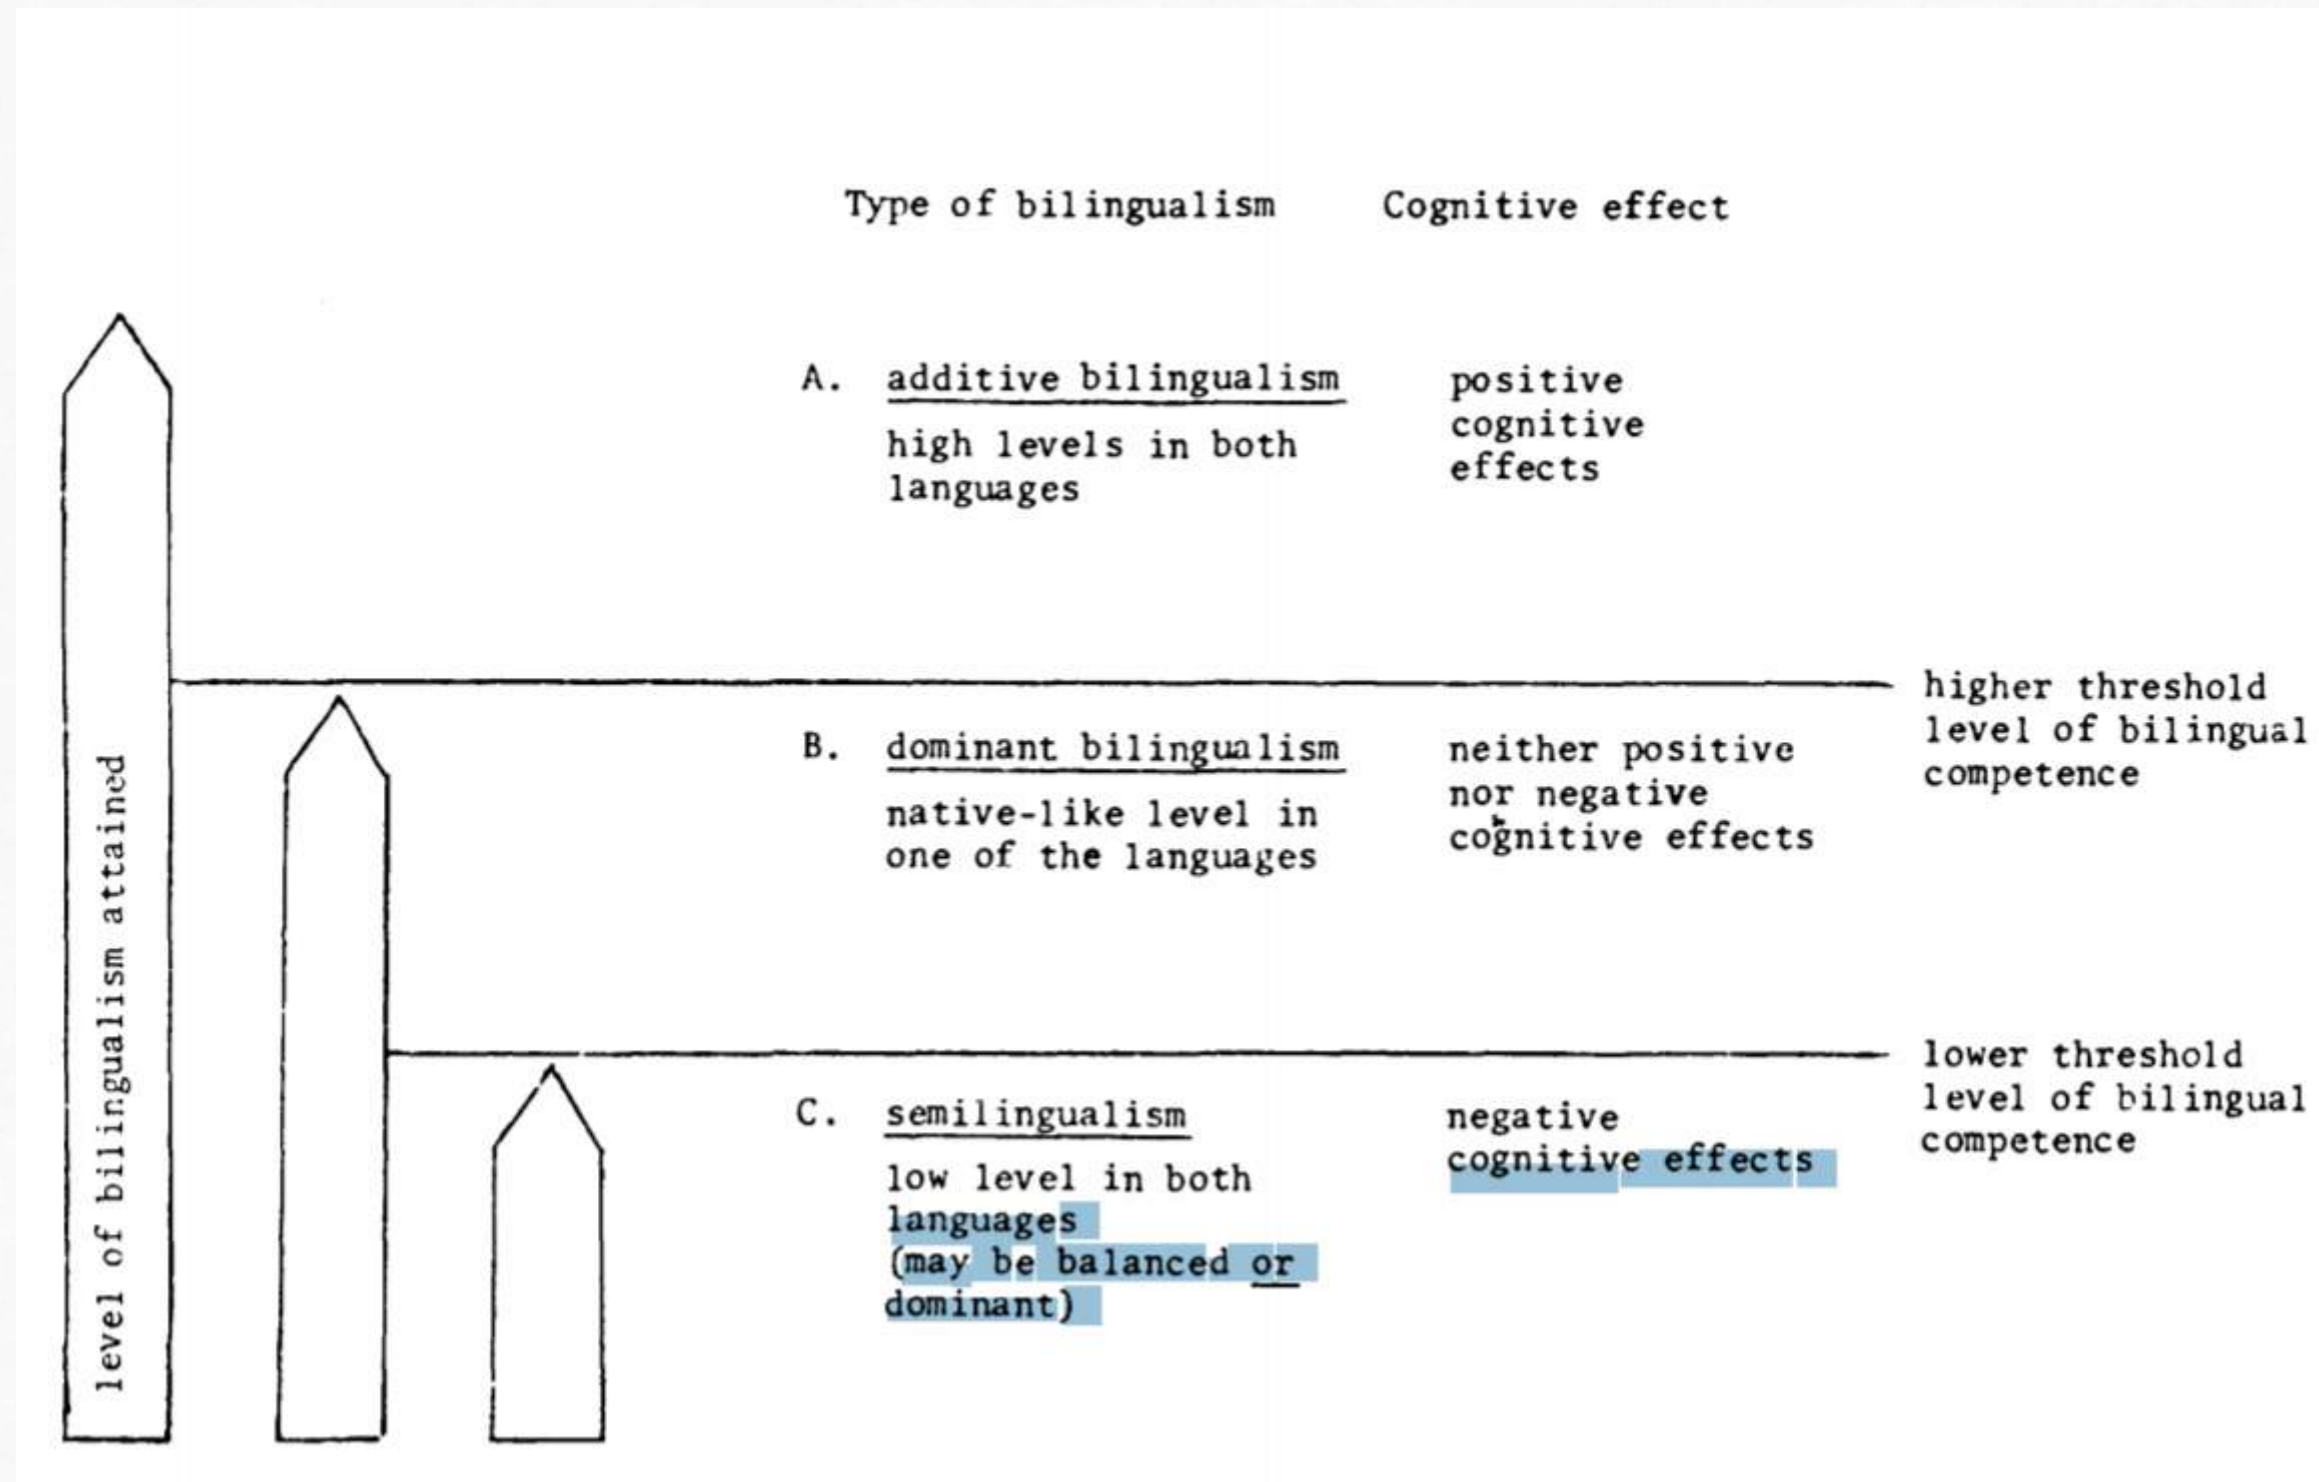 Type of bilingualism Cognitive effect
A. additive bilingualism
high levels in both
languages
positive
cognitive
effects
higher threshold
level of bilingual
competence
B. dominant bilingualism
native-like level in
one of the languages
neither positive
nor negative
cognitive effects
lower threshold
level of bilingual
competence
C. semilingualism
low level in both
languages
(may be balanced or
dominant)
negative
cognitive effects
level of bilingualism attained